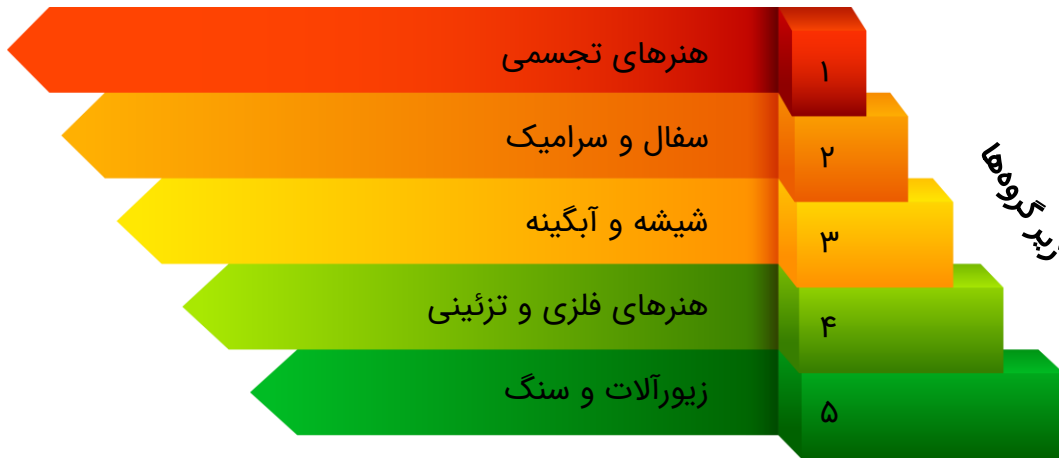 زیر گروه‌ها
۱ هنرهای تجسمی
۲ سفال و سرامیک
۳ شیشه و آبگینه
۴ هنرهای فلزی و تزئینی
۵ زیورآلات و سنگ